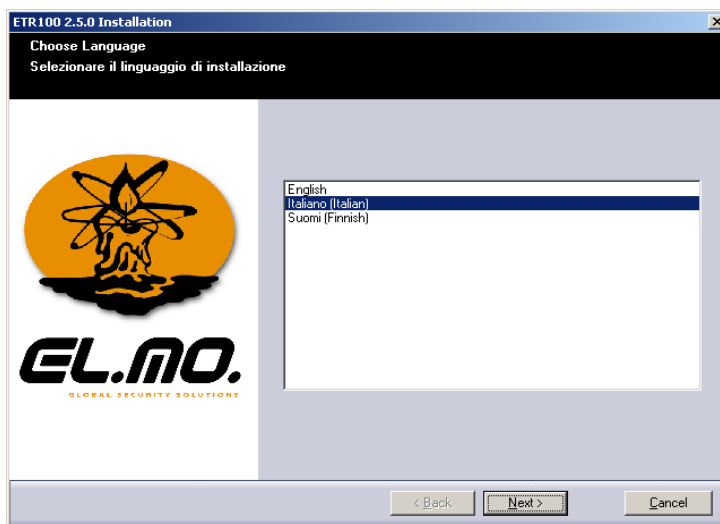 ETR100 2.5.0 Installation
Choose Language
Selezionare il linguaggio di installazione
English
Italiano (Italian)
Suomi (Finnish)
EL.MO.
GLOBAL SECURITY SOLUTIONS
< Back
Next >
Cancel